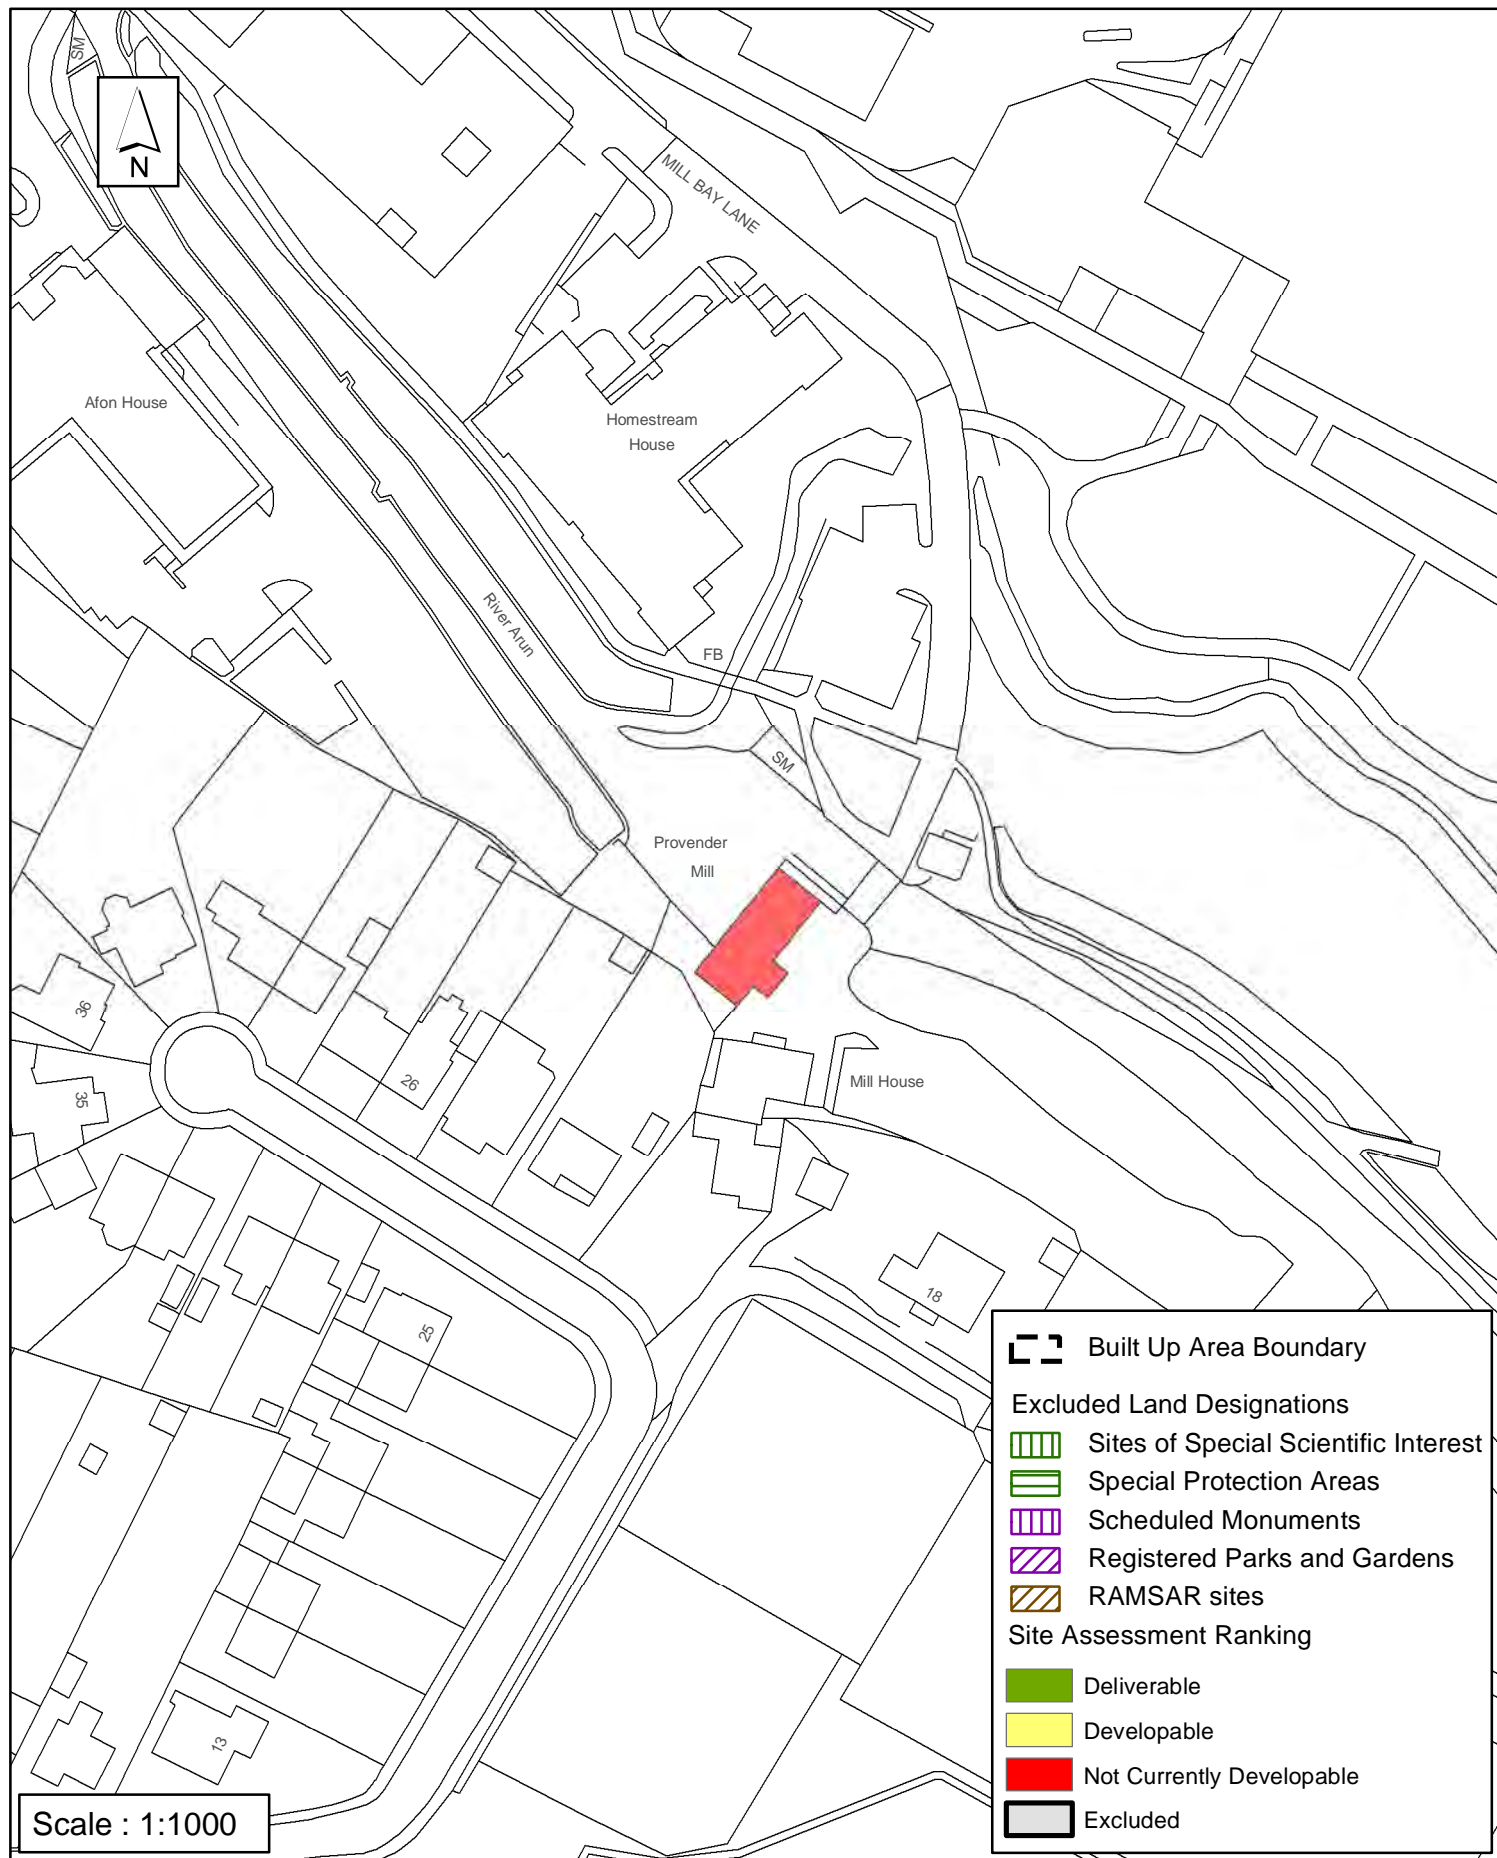 SM
N
MILL BAY LANE
Afon House
Homestream
House
River Arun
FB
SM
Provender
Mill
36
35
26
Mill House
18
25
13
Built Up Area Boundary
Excluded Land Designations
Sites of Special Scientific Interest
Special Protection Areas
Scheduled Monuments
Registered Parks and Gardens
RAMSAR sites
Site Assessment Ranking
Deliverable
Developable
Not Currently Developable
Excluded
Scale : 1:1000